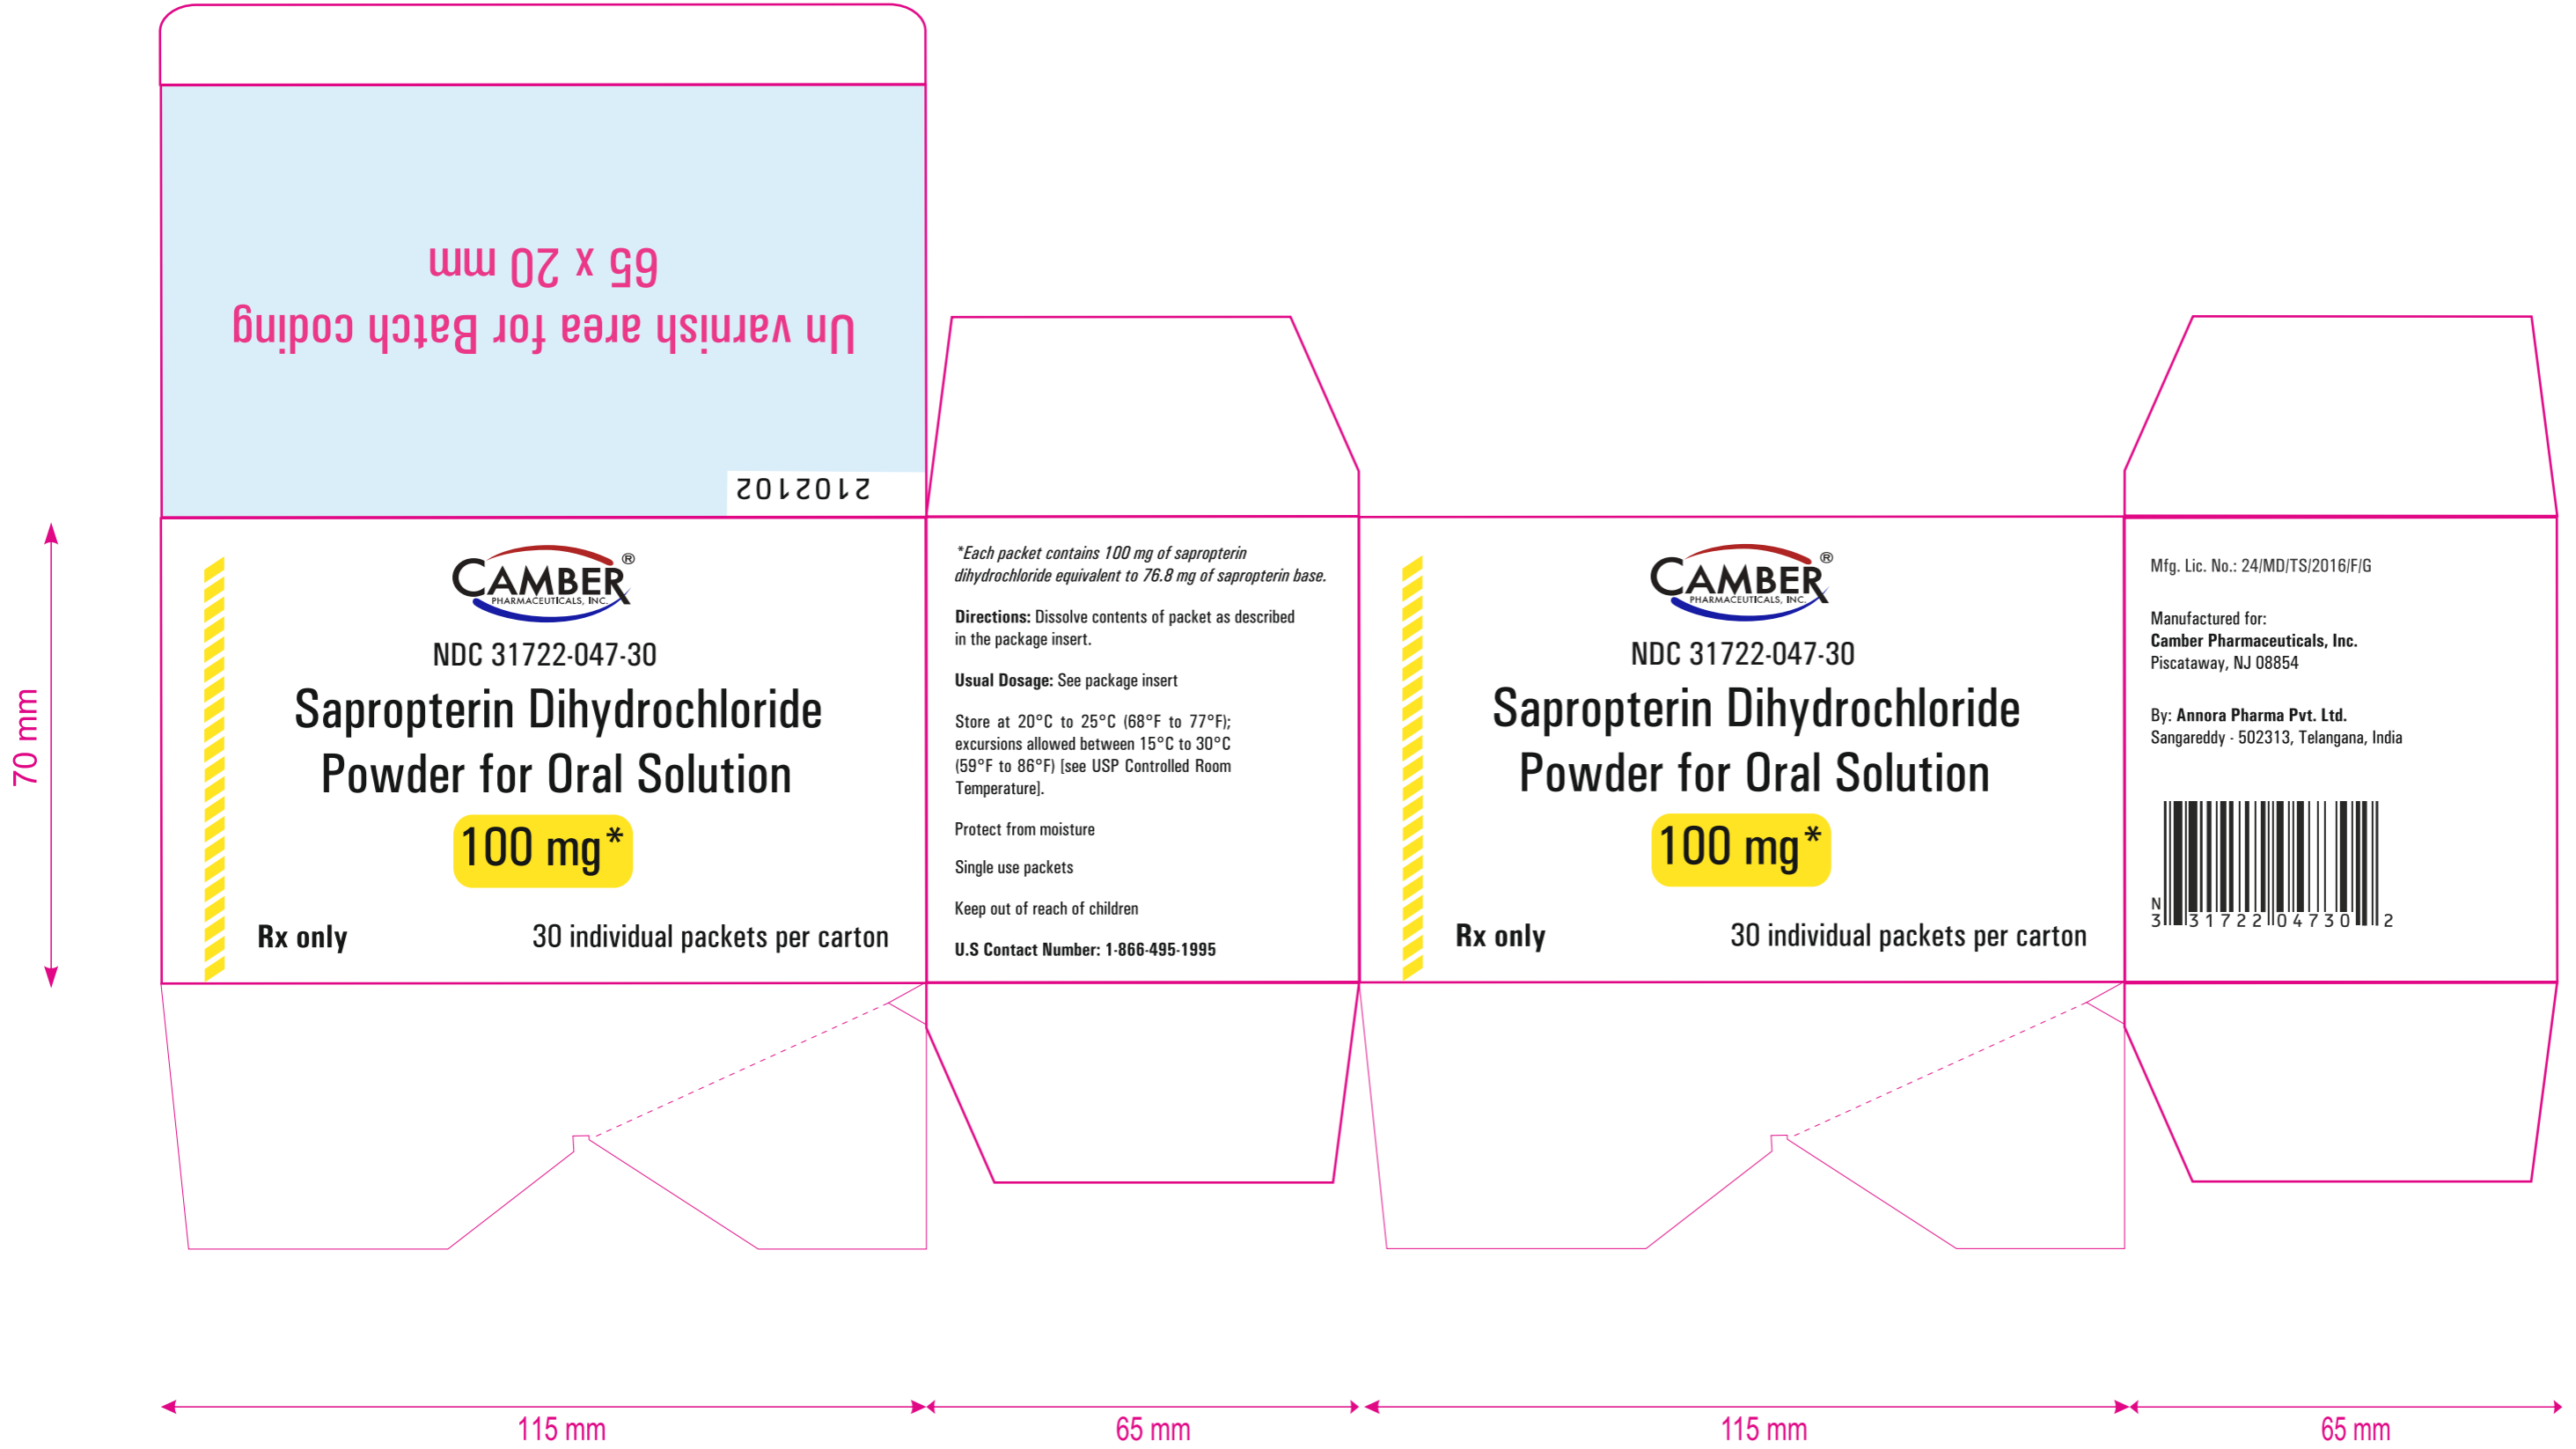 Un varnish area for Batch coding
65 x 20 mm
2102102
70 mm
CAMBER®
PHARMACEUTICALS, INC.
NDC 31722-047-30
Sapropterin Dihydrochloride
Powder for Oral Solution
100 mg*
Rx only
30 individual packets per carton
*Each packet contains 100 mg of sapropterin
dihydrochloride equivalent to 76.8 mg of sapropterin base.
Directions: Dissolve contents of packet as described
in the package insert.
Usual Dosage: See package insert
Store at 20°C to 25°C (68°F to 77°F);
excursions allowed between 15°C to 30°C
(59°F to 86°F) [see USP Controlled Room
Temperature].
Protect from moisture
Single use packets
Keep out of reach of children
U.S Contact Number: 1-866-495-1995
CAMBER®
PHARMACEUTICALS, INC.
NDC 31722-047-30
Sapropterin Dihydrochloride
Powder for Oral Solution
100 mg*
Rx only
30 individual packets per carton
Mfg. Lic. No.: 24/MD/TS/2016/F/G
Manufactured for:
Camber Pharmaceuticals, Inc.
Piscataway, NJ 08854
By: Annora Pharma Pvt. Ltd.
Sangareddy - 502313, Telangana, India
N
3 31722 04730 2
115 mm
65 mm
115 mm
65 mm